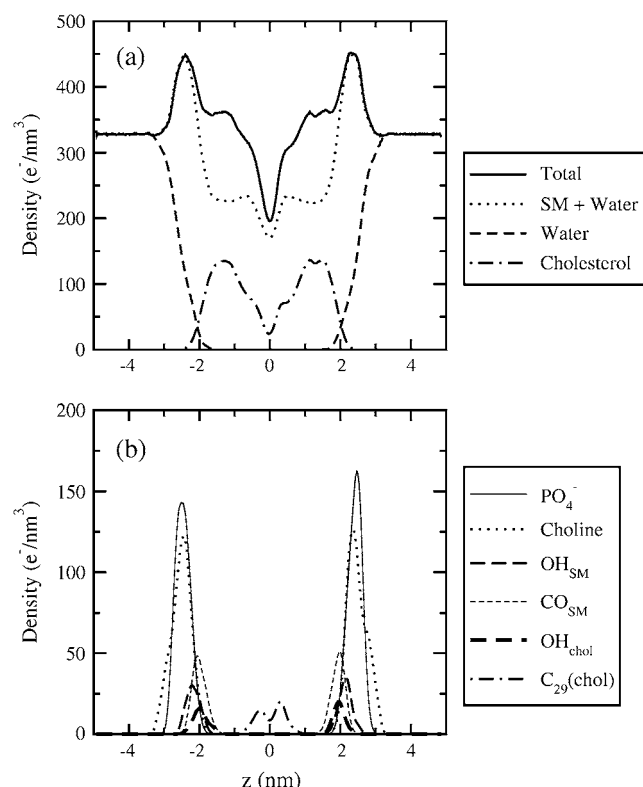 500
(a)
400
300
200
100
0
Density (e⁻/nm³)
-4 -2 0 2 4
Total
SM + Water
Water
Cholesterol
200
(b)
150
100
50
0
Density (e⁻/nm³)
-4 -2 0 2 4
z (nm)
PO₄⁻
Choline
OH_SM
CO_SM
OH_chol
C₂₉(chol)